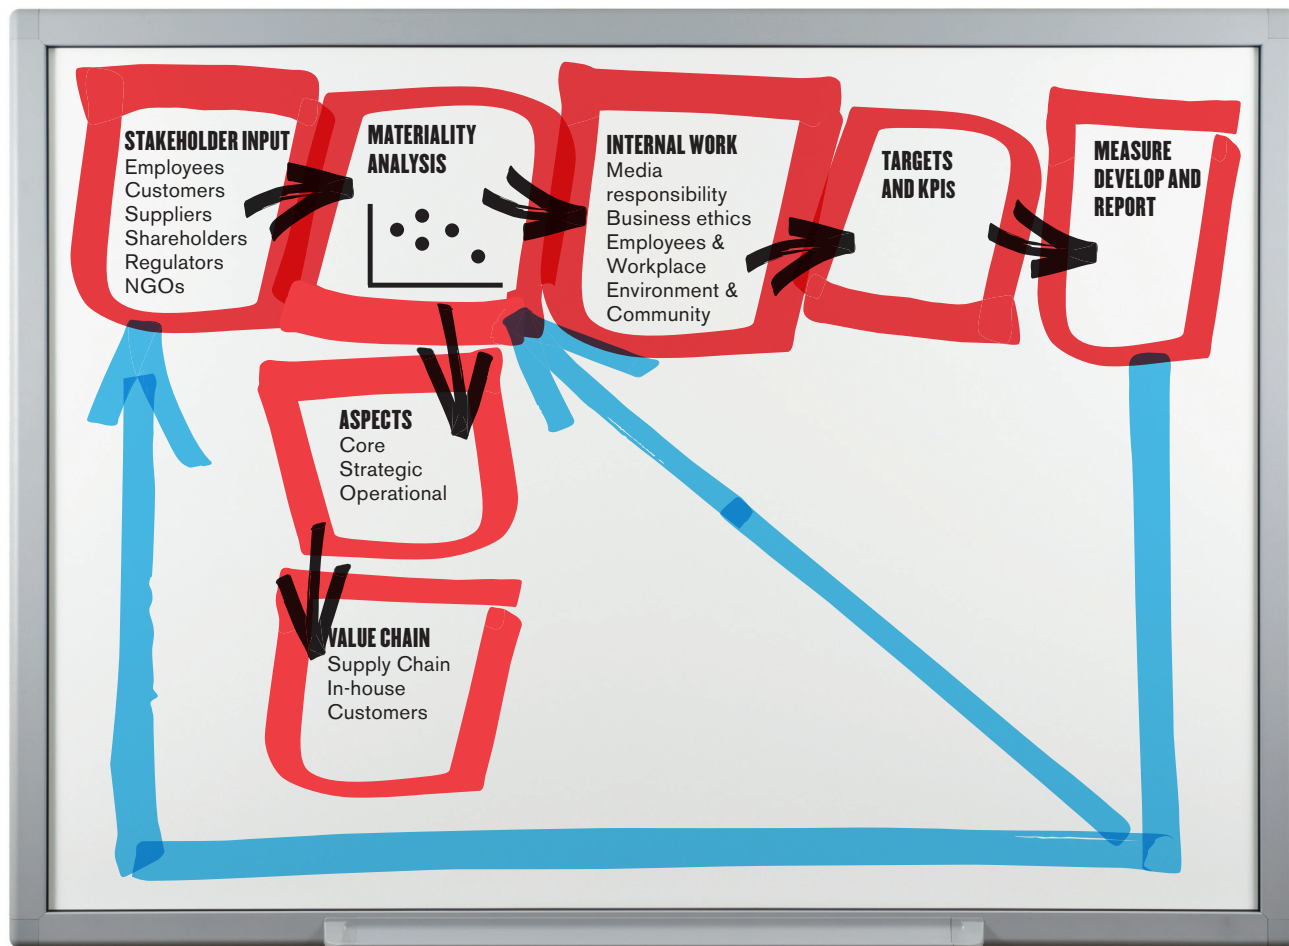 STAKEHOLDER INPUT
Employees
Customers
Suppliers
Shareholders
Regulators
NGOs
MATERIALITY
ANALYSIS
INTERNAL WORK
Media
responsibility
Business ethics
Employees &
Workplace
Environment &
Community
TARGETS
AND KPIs
MEASURE
DEVELOP AND
REPORT
ASPECTS
Core
Strategic
Operational
VALUE CHAIN
Supply Chain
In-house
Customers